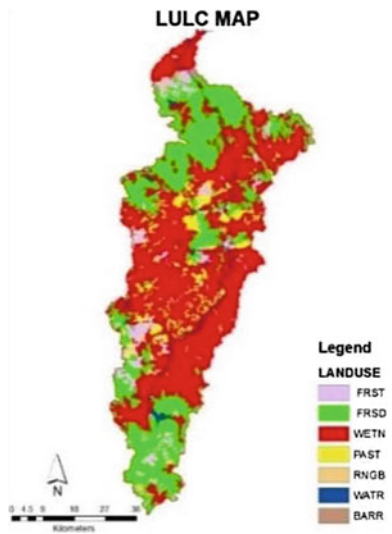 LULC MAP
Legend
LANDUSE
FRST
FRSD
WETN
PAST
RNGB
WATR
BARR
N
0 4.5 9 18 27 36
Kilometers